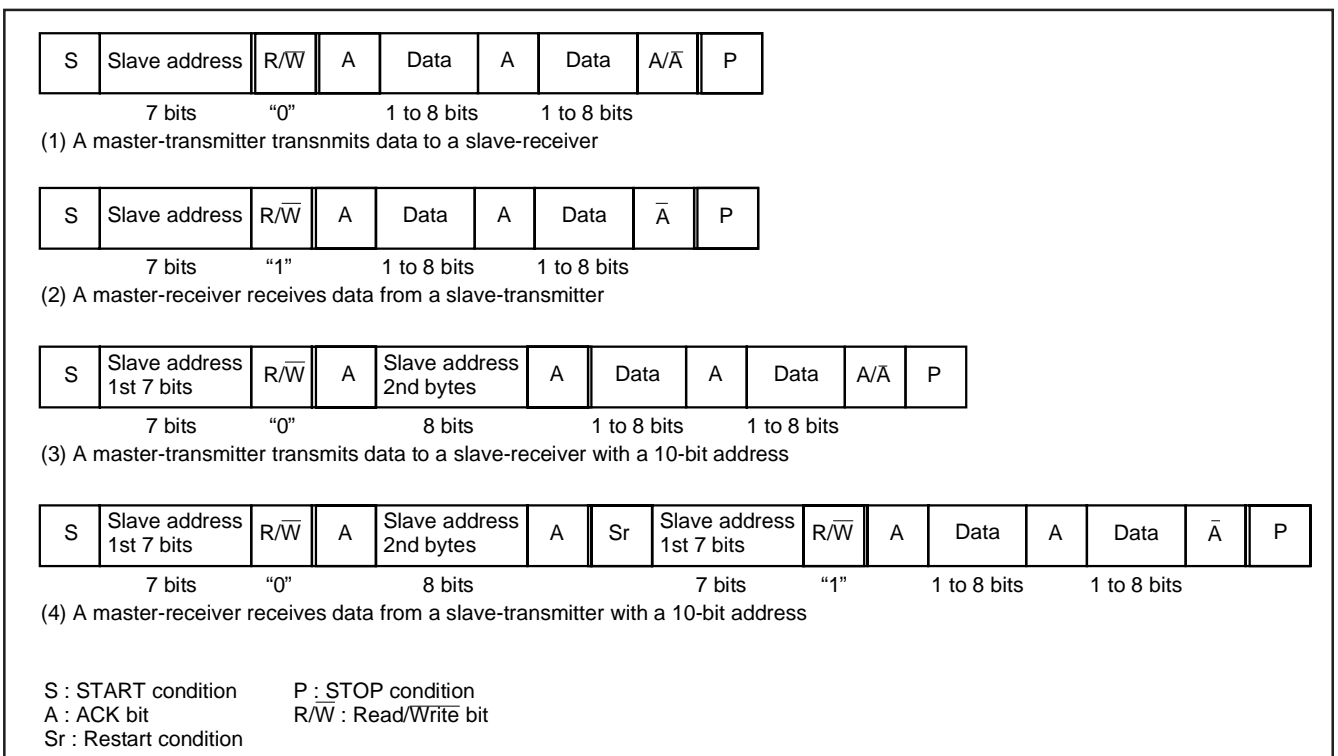 S Slave address R/W̅ A Data A Data A/A̅ P
7 bits “0” 1 to 8 bits 1 to 8 bits
(1) A master-transmitter transnmits data to a slave-receiver
S Slave address R/W̅ A Data A Data A̅ P
7 bits “1” 1 to 8 bits 1 to 8 bits
(2) A master-receiver receives data from a slave-transmitter
S Slave address 1st 7 bits R/W̅ A Slave address 2nd bytes A Data A Data A/A̅ P
7 bits “0” 8 bits 1 to 8 bits 1 to 8 bits
(3) A master-transmitter transmits data to a slave-receiver with a 10-bit address
S Slave address 1st 7 bits R/W̅ A Slave address 2nd bytes A Sr Slave address 1st 7 bits R/W̅ A Data A Data A̅ P
7 bits “0” 8 bits 7 bits “1” 1 to 8 bits 1 to 8 bits
(4) A master-receiver receives data from a slave-transmitter with a 10-bit address
S : START condition P : STOP condition
A : ACK bit R/W̅ : Read/W̅r̅i̅t̅e̅ bit
Sr : Restart condition